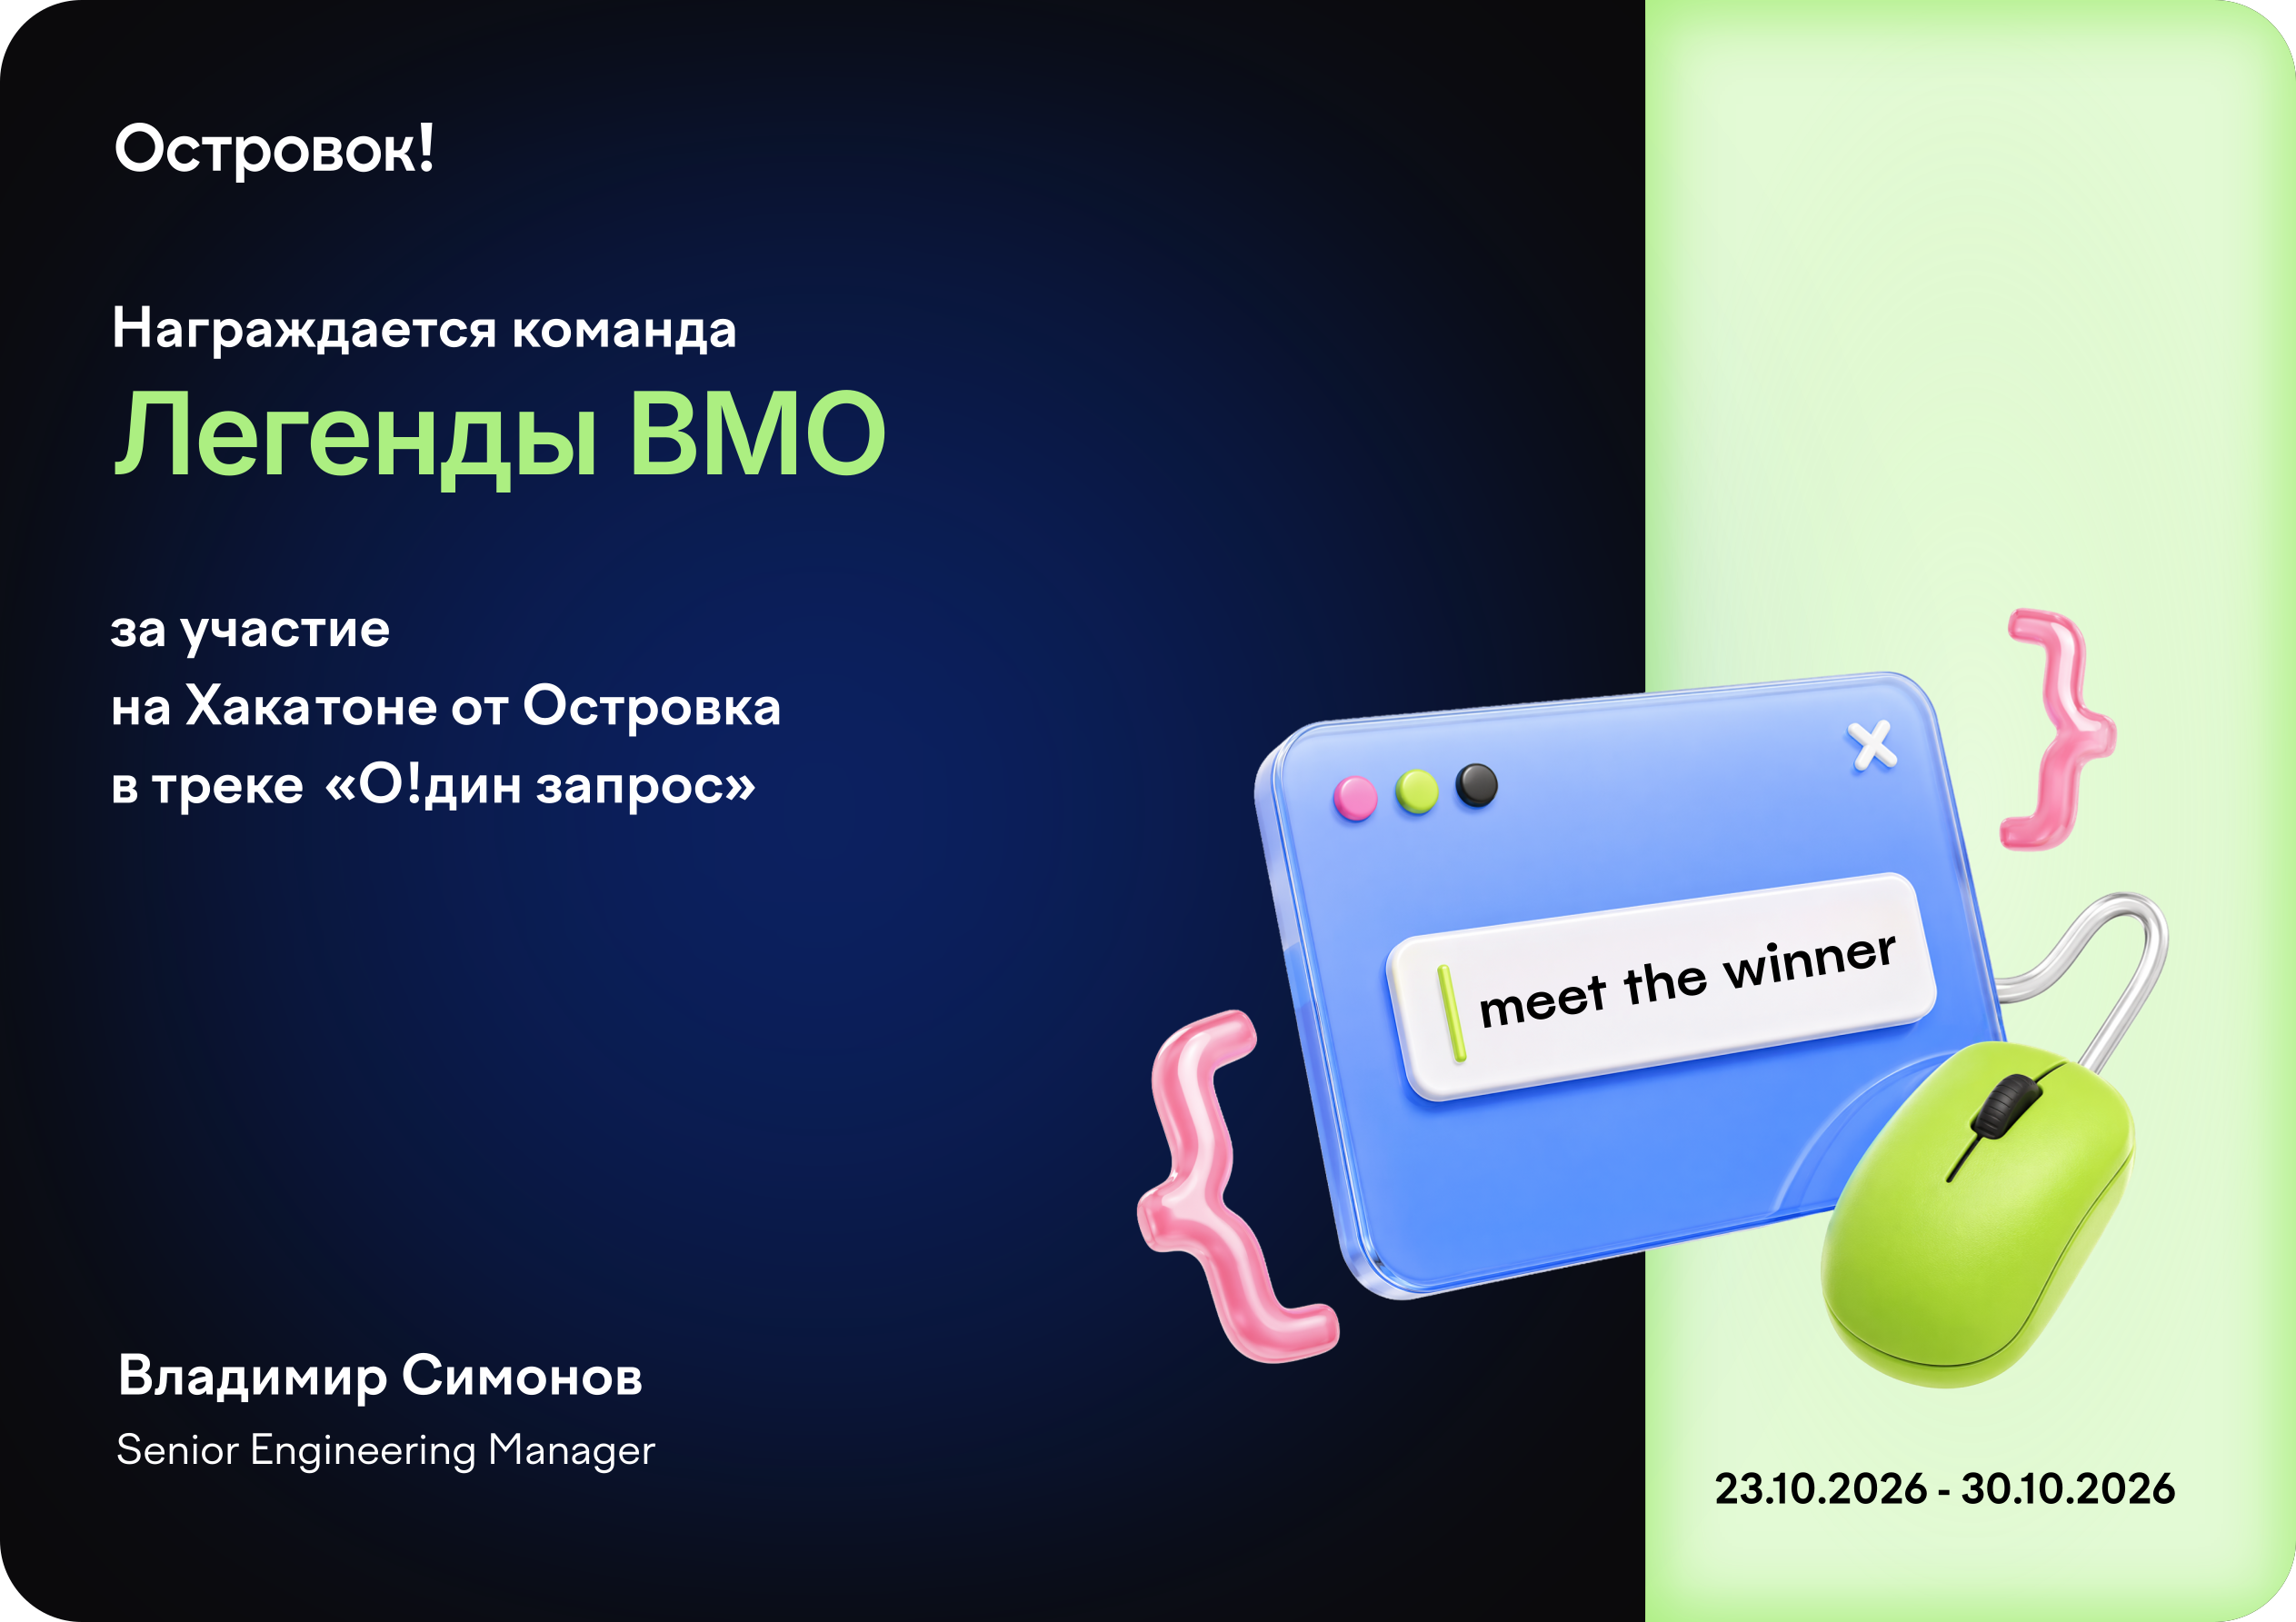 Островок!
Награждается команда
Легенды ВМО
за участие
на Хакатоне от Островка
в треке «О!дин запрос»
meet the winner
Владимир Симонов
Senior Engineering Manager
23.10.2026 - 30.10.2026